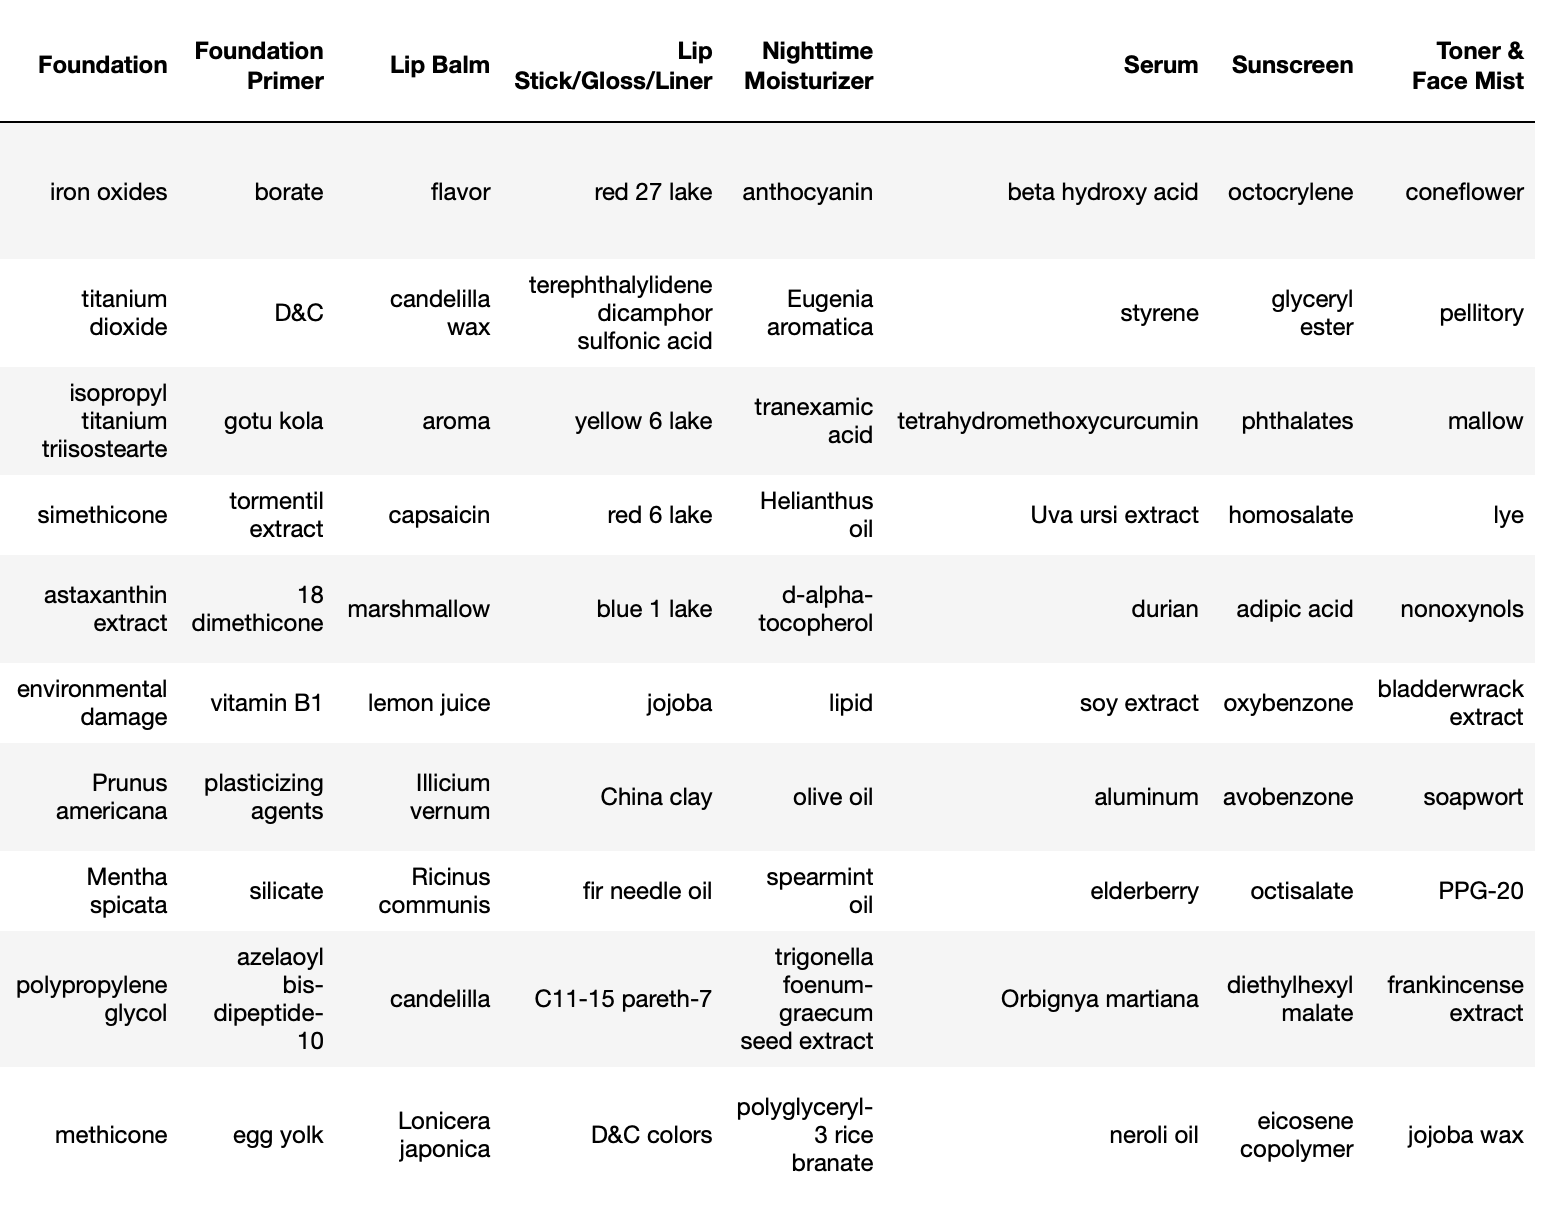 Foundation
Foundation
Primer
Lip Balm
Lip
Stick/Gloss/Liner
Nighttime
Moisturizer
Serum
Sunscreen
Toner &
Face Mist
iron oxides
borate
flavor
red 27 lake
anthocyanin
beta hydroxy acid
octocrylene
coneflower
titanium
dioxide
D&C
candelilla
wax
terephthalylidene
dicamphor
sulfonic acid
Eugenia
aromatica
styrene
glyceryl
ester
pellitory
isopropyl
titanium
triisostearte
gotu kola
aroma
yellow 6 lake
tranexamic
acid
tetrahydromethoxycurcumin
phthalates
mallow
simethicone
tormentil
extract
capsaicin
red 6 lake
Helianthus
oil
Uva ursi extract
homosalate
lye
astaxanthin
extract
18
dimethicone
marshmallow
blue 1 lake
d-alpha-
tocopherol
durian
adipic acid
nonoxynols
environmental
damage
vitamin B1
lemon juice
jojoba
lipid
soy extract
oxybenzone
bladderwrack
extract
Prunus
americana
plasticizing
agents
Illicium
vernum
China clay
olive oil
aluminum
avobenzone
soapwort
Mentha
spicata
silicate
Ricinus
communis
fir needle oil
spearmint
oil
elderberry
octisalate
PPG-20
polypropylene
glycol
azelaoyl
bis-
dipeptide-
10
candelilla
C11-15 pareth-7
trigonella
foenum-
graecum
seed extract
Orbignya martiana
diethylhexyl
malate
frankincense
extract
methicone
egg yolk
Lonicera
japonica
D&C colors
polyglyceryl-
3 rice
branate
neroli oil
eicosene
copolymer
jojoba wax